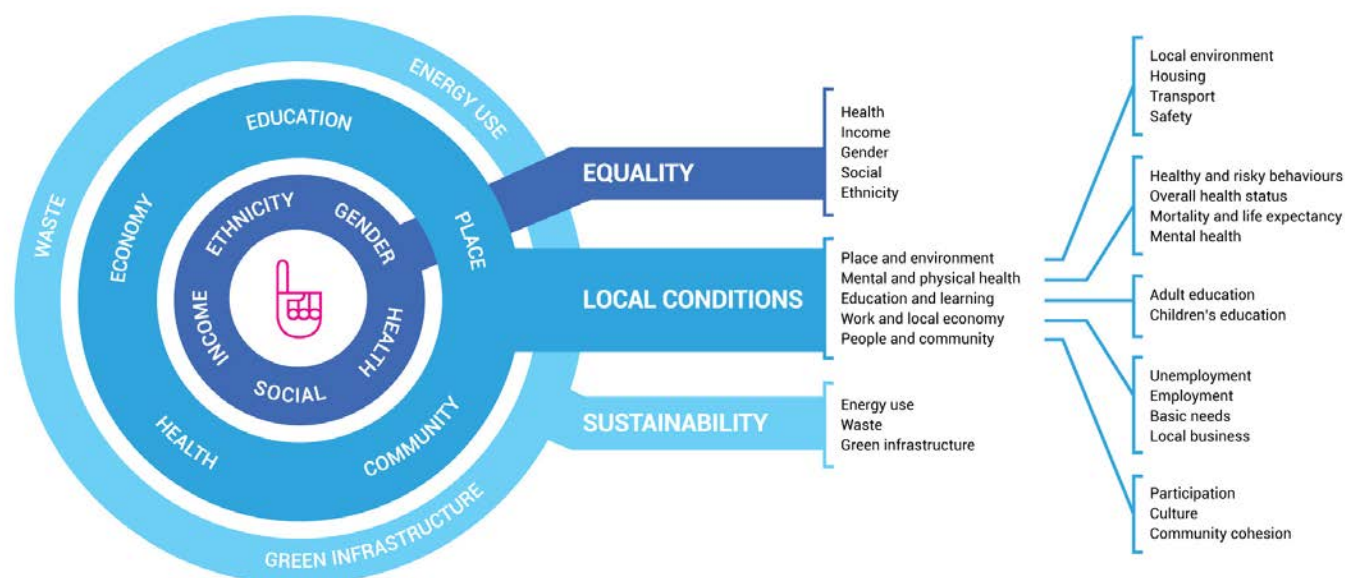 WASTE
ENERGY USE
GREEN INFRASTRUCTURE
EDUCATION
ECONOMY
PLACE
HEALTH
COMMUNITY
ETHNICITY
GENDER
INCOME
HEALTH
SOCIAL
EQUALITY
Health
Income
Gender
Social
Ethnicity
LOCAL CONDITIONS
Place and environment
Mental and physical health
Education and learning
Work and local economy
People and community
SUSTAINABILITY
Energy use
Waste
Green infrastructure
Local environment
Housing
Transport
Safety
Healthy and risky behaviours
Overall health status
Mortality and life expectancy
Mental health
Adult education
Children's education
Unemployment
Employment
Basic needs
Local business
Participation
Culture
Community cohesion